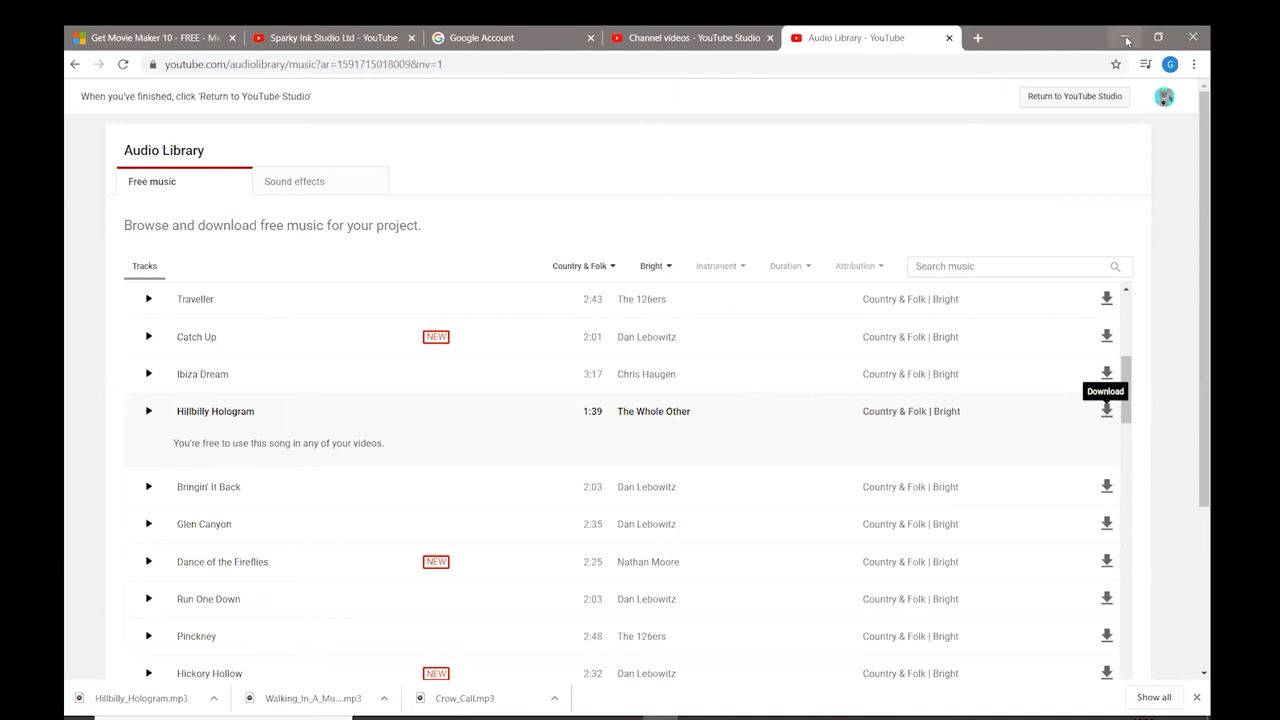 Get Movie Maker 10 - FREE - Mic
Sparky Ink Studio Ltd - YouTube
Google Account
Channel videos - YouTube Studio
Audio Library - YouTube
youtube.com/audiolibrary/music?ar=1591715018009&nv=1
G
When you've finished, click 'Return to YouTube Studio'
Return to YouTube Studio
Audio Library
Free music
Sound effects
Browse and download free music for your project.
Tracks
Country & Folk
Bright
Instrument
Duration
Attribution
Search music
Traveller 2:43 The 126ers Country & Folk | Bright
Catch Up NEW 2:01 Dan Lebowitz Country & Folk | Bright
Ibiza Dream 3:17 Chris Haugen Country & Folk | Bright
Download
Hillbilly Hologram 1:39 The Whole Other Country & Folk | Bright
You're free to use this song in any of your videos.
Bringin' It Back 2:03 Dan Lebowitz Country & Folk | Bright
Glen Canyon 2:35 Dan Lebowitz Country & Folk | Bright
Dance of the Fireflies NEW 2:25 Nathan Moore Country & Folk | Bright
Run One Down 2:03 Dan Lebowitz Country & Folk | Bright
Pinckney 2:48 The 126ers Country & Folk | Bright
Hickory Hollow NEW 2:32 Dan Lebowitz Country & Folk | Bright
Hillbilly_Hologram.mp3
Walking_In_A_Mu....mp3
Crow_Call.mp3
Show all